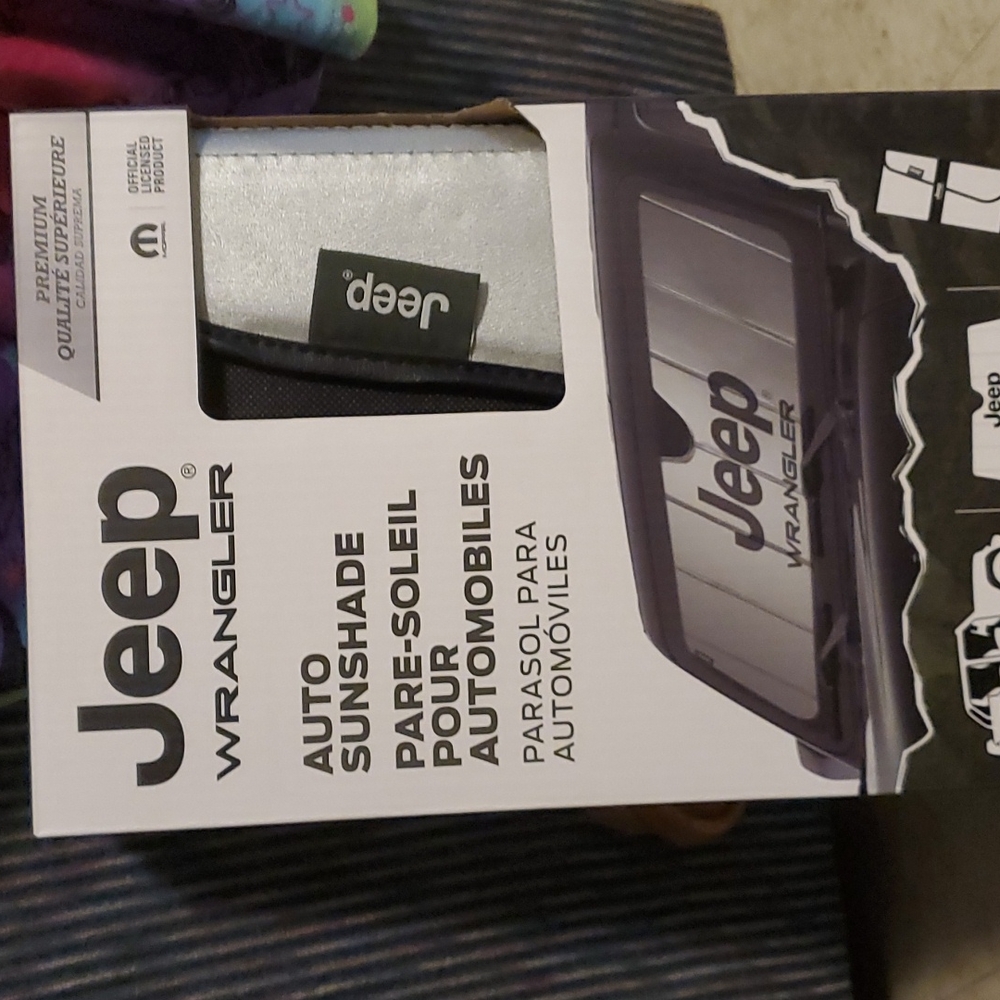 PREMIUM
QUALITÉ SUPÉRIEURE
CALIDAD SUPREMA
mopar
OFFICIAL
LICENSED
PRODUCT
Jeep®
WRANGLER
Jeep®
AUTO
SUNSHADE
PARE-SOLEIL
POUR
AUTOMOBILES
PARASOL PARA
AUTOMÓVILES
Jeep®
WRANGLER
Jeep